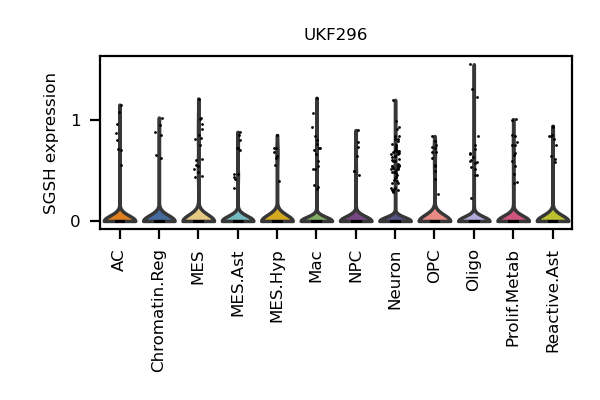 UKF296
SGSH expression
1
0
AC
Chromatin.Reg
MES
MES.Ast
MES.Hyp
Mac
NPC
Neuron
OPC
Oligo
Prolif.Metab
Reactive.Ast